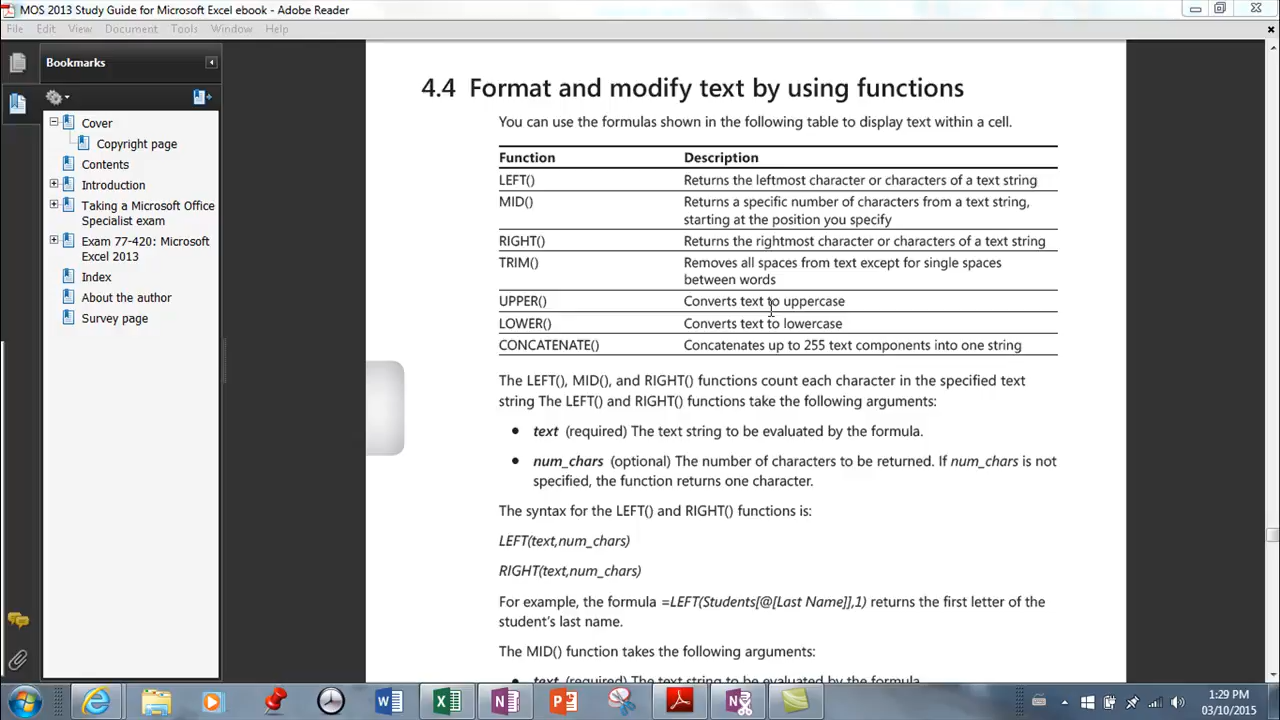 MOS 2013 Study Guide for Microsoft Excel ebook - Adobe Reader
File Edit View Document Tools Window Help
Bookmarks
Cover
Copyright page
Contents
Introduction
Taking a Microsoft Office
Specialist exam
Exam 77-420: Microsoft
Excel 2013
Index
About the author
Survey page
4.4 Format and modify text by using functions
You can use the formulas shown in the following table to display text within a cell.
Function Description
LEFT() Returns the leftmost character or characters of a text string
MID() Returns a specific number of characters from a text string,
starting at the position you specify
RIGHT() Returns the rightmost character or characters of a text string
TRIM() Removes all spaces from text except for single spaces
between words
UPPER() Converts text to uppercase
LOWER() Converts text to lowercase
CONCATENATE() Concatenates up to 255 text components into one string
The LEFT(), MID(), and RIGHT() functions count each character in the specified text
string The LEFT() and RIGHT() functions take the following arguments:
• text (required) The text string to be evaluated by the formula.
• num_chars (optional) The number of characters to be returned. If num_chars is not
specified, the function returns one character.
The syntax for the LEFT() and RIGHT() functions is:
LEFT(text,num_chars)
RIGHT(text,num_chars)
For example, the formula =LEFT(Students[@[Last Name]],1) returns the first letter of the
student's last name.
The MID() function takes the following arguments:
• text (required) The text string to be evaluated by the formula.
1:29 PM
03/10/2015